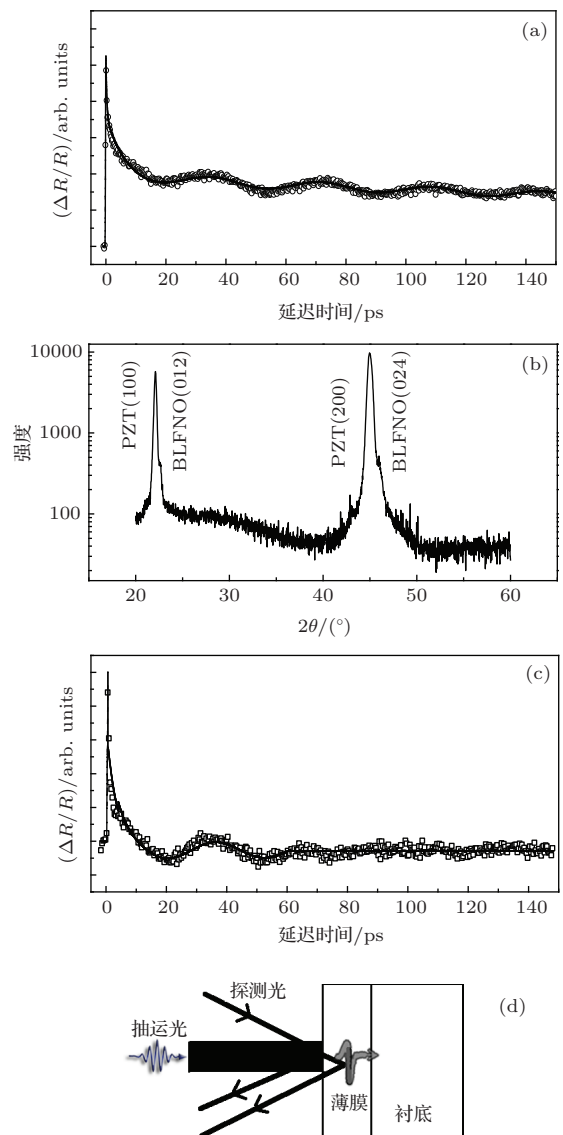 (a)
(ΔR/R)/arb. units
0 20 40 60 80 100 120 140
延迟时间/ps
(b)
10000
1000
100
强度
PZT(100)
BLFNO(012)
PZT(200)
BLFNO(024)
20 30 40 50 60
2θ/(°)
(c)
(ΔR/R)/arb. units
0 20 40 60 80 100 120 140
延迟时间/ps
(d)
探测光
抽运光
薄膜
衬底